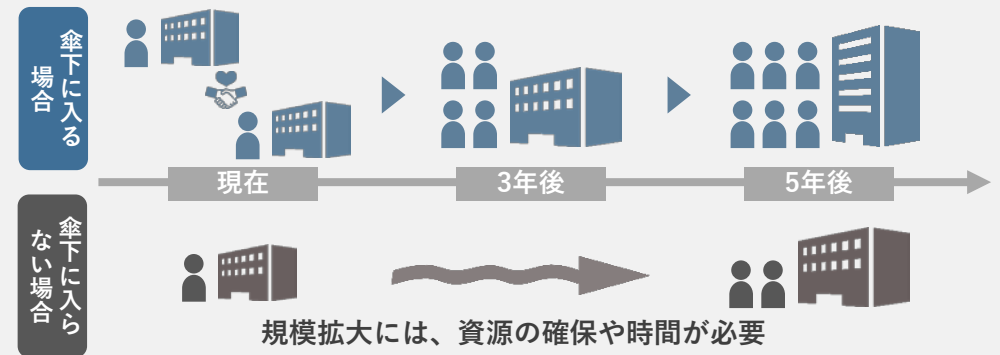 傘下に入る
場合
現在
3年後
5年後
傘下に入ら
ない場合
規模拡大には、資源の確保や時間が必要